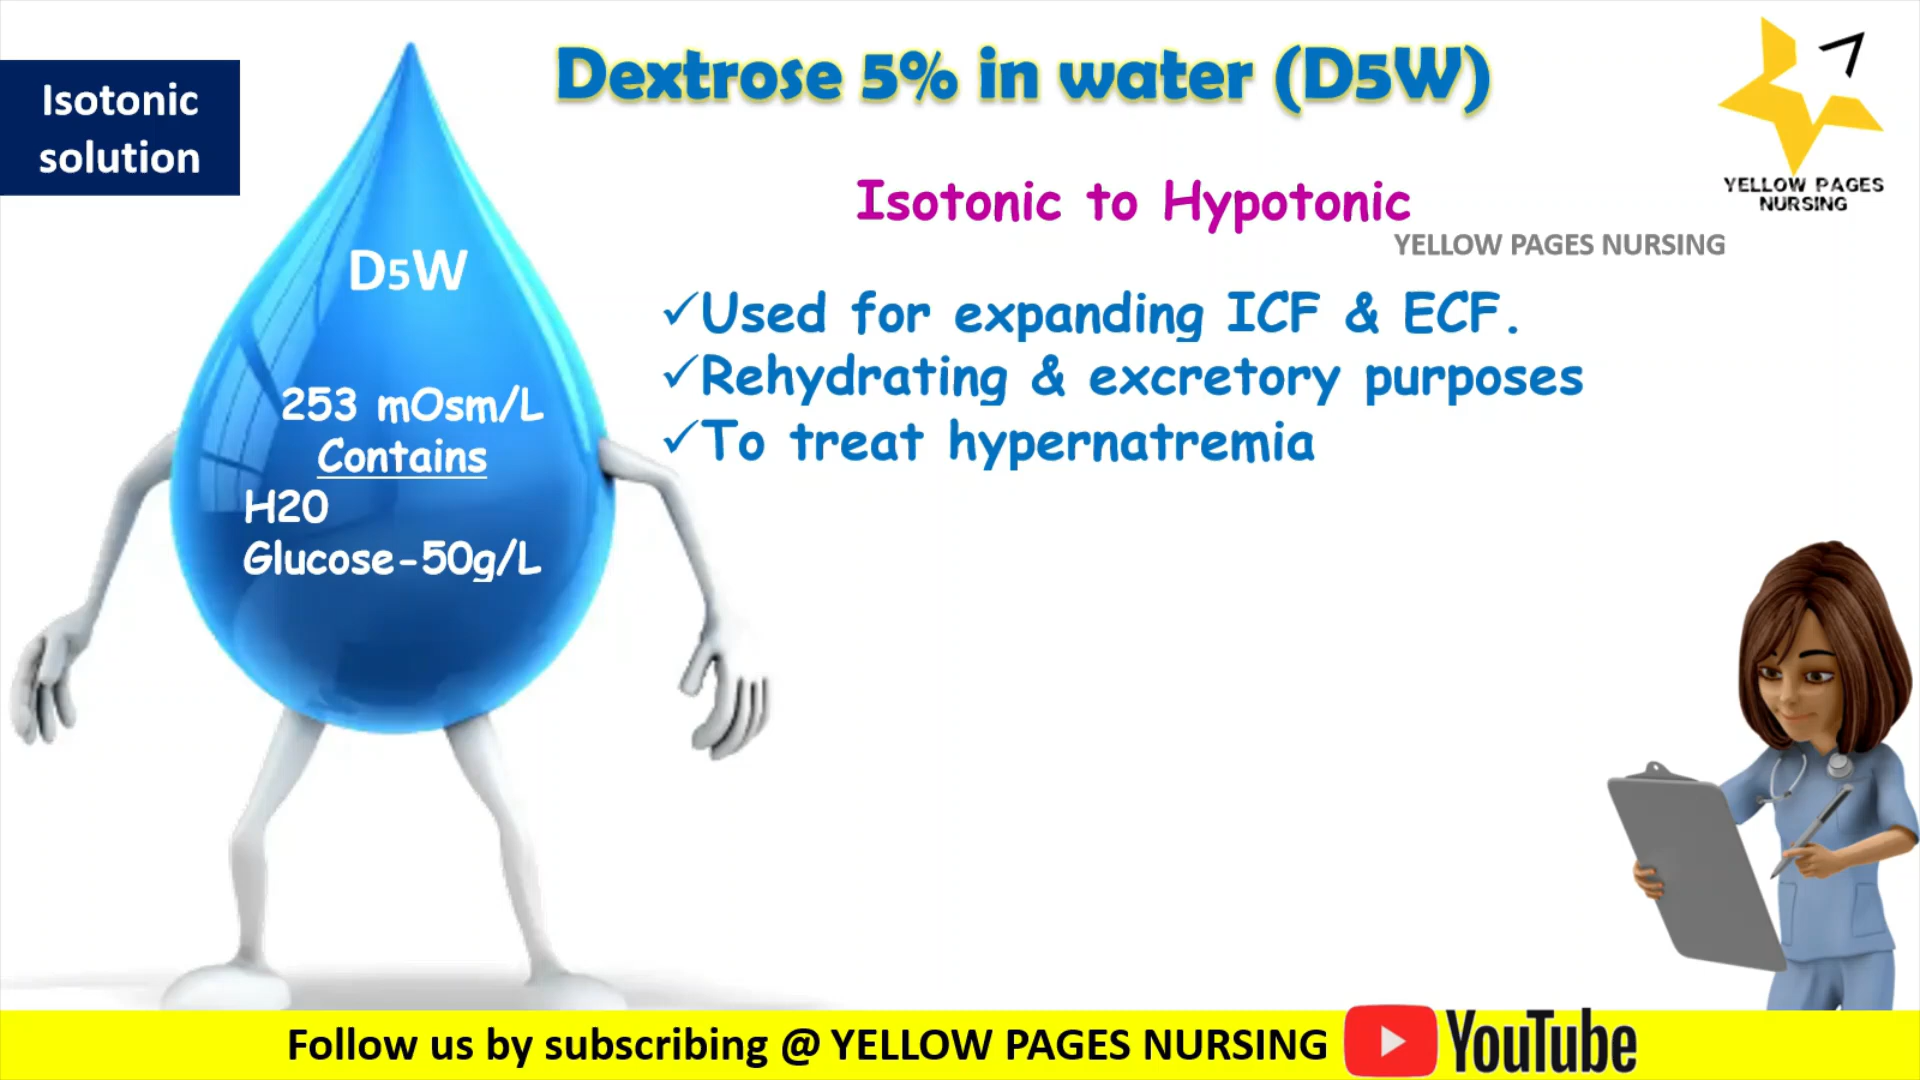 Isotonic
solution
Dextrose 5% in water (D5W)
7
YELLOW PAGES
NURSING
Isotonic to Hypotonic
YELLOW PAGES NURSING
✓Used for expanding ICF & ECF.
✓Rehydrating & excretory purposes
✓To treat hypernatremia
D5W
253 mOsm/L
Contains
H20
Glucose-50g/L
Follow us by subscribing @ YELLOW PAGES NURSING YouTube